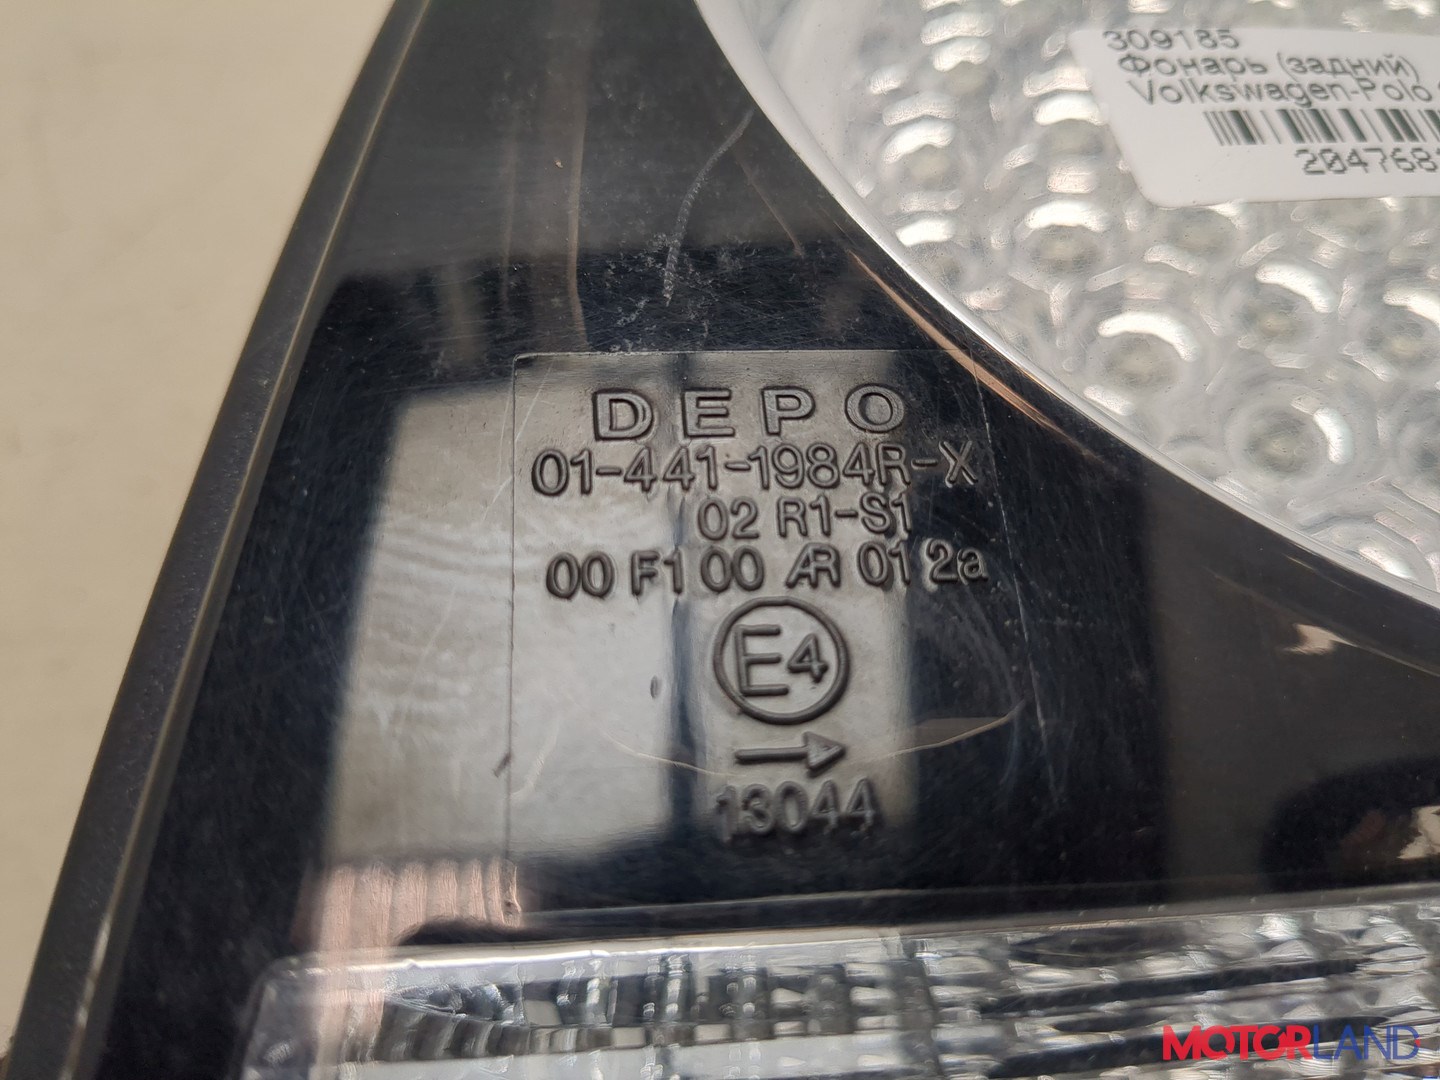 309185
Фонарь (задний)
Volkswagen-Polo
2047681
DEPO
01-441-1984R-X
02 R1-S1
00 F1 00 AR 01 2a
E4
13044
MOTORLAND